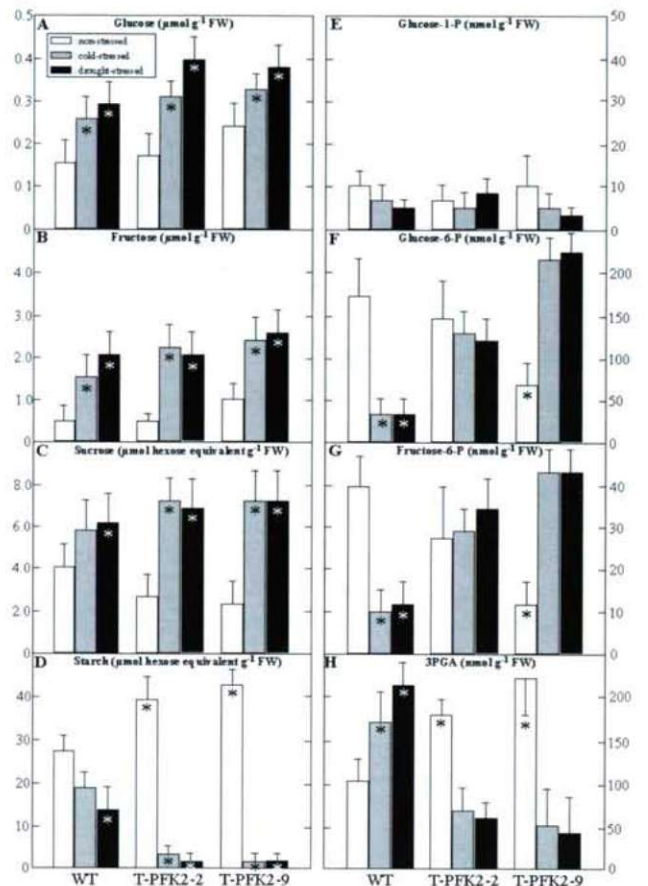 A Glucose (µmol g-1 FW)
non-stressed
cold-stressed
drought-stressed
0.5
0.4
0.3
0.2
0.1
0
* * * * * *
B Fructose (µmol g-1 FW)
4.0
3.0
2.0
1.0
0
* * * * * *
C Sucrose (µmol hexose equivalent g-1 FW)
8.0
6.0
4.0
2.0
* * * * *
D Starch (µmol hexose equivalent g-1 FW)
40
30
20
10
0
* * * * * * *
WT T-PFK2-2 T-PFK2-9
E Glucose-1-P (nmol g-1 FW)
50
40
30
20
10
0
F Glucose-6-P (nmol g-1 FW)
200
150
100
50
0
* * *
G Fructose-6-P (nmol g-1 FW)
40
30
20
10
0
* * *
H 3PGA (nmol g-1 FW)
200
150
100
50
* * * *
WT T-PFK2-2 T-PFK2-9